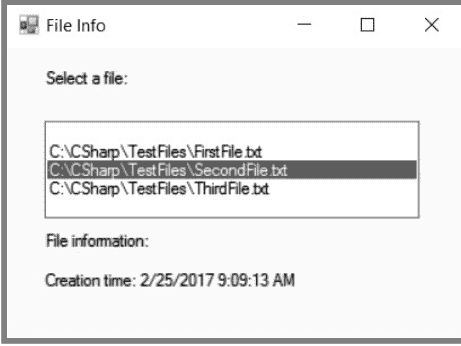 File Info
Select a file:
C:\CSharp\TestFiles\FirstFile.txt
C:\CSharp\TestFiles\SecondFile.txt
C:\CSharp\TestFiles\ThirdFile.txt
File information:
Creation time: 2/25/2017 9:09:13 AM